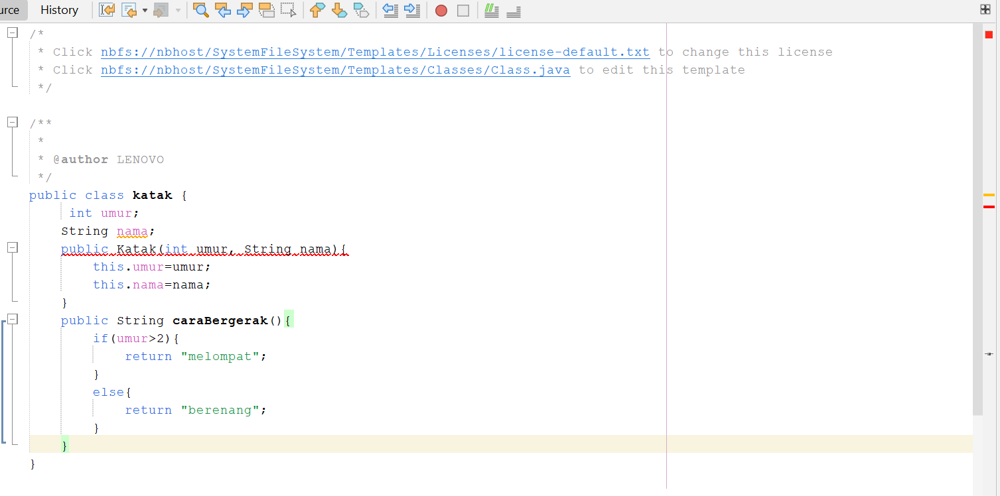 urce History
/*
 * Click nbfs://nbhost/SystemFileSystem/Templates/Licenses/license-default.txt to change this license
 * Click nbfs://nbhost/SystemFileSystem/Templates/Classes/Class.java to edit this template
 */
/**
 *
 * @author LENOVO
 */
public class katak {
     int umur;
    String nama;
    public Katak(int umur, String nama){
        this.umur=umur;
        this.nama=nama;
    }
    public String caraBergerak(){
        if(umur>2){
            return "melompat";
        }
        else{
            return "berenang";
        }
    }
}